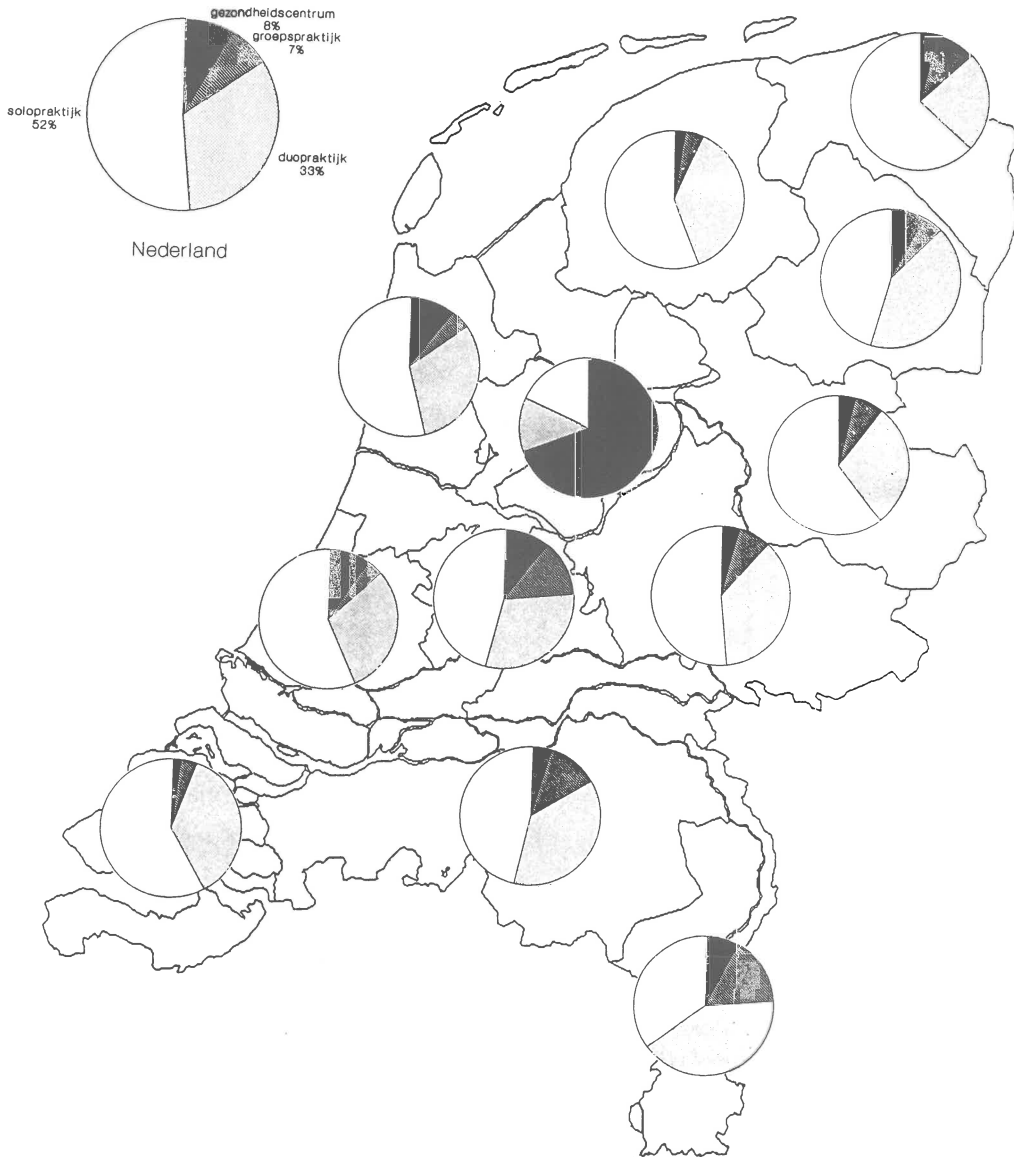 gezondheidscentrum
8%
groepspraktijk
7%
solopraktijk
52%
duopraktijk
33%
Nederland